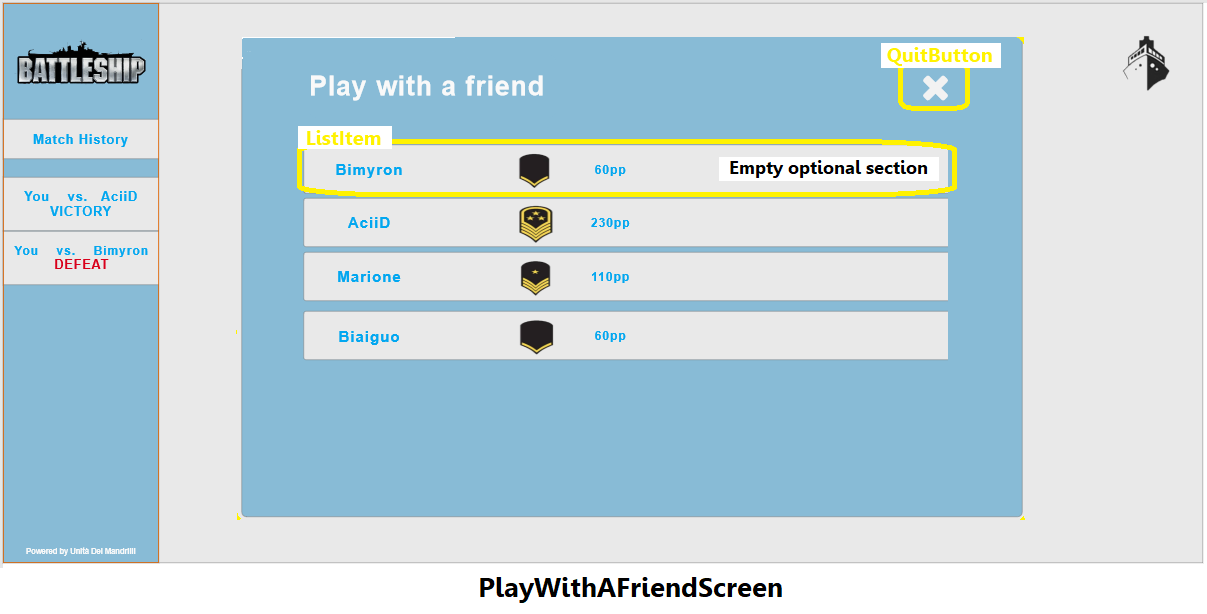 BATTLESHIP
Match History
You vs. AciiD
VICTORY
You vs. Bimyron
DEFEAT
Powered by Unità Dei Mandrilli
QuitButton
Play with a friend
ListItem
Bimyron 60pp Empty optional section
AciiD 230pp
Marione 110pp
Biaiguo 60pp
PlayWithAFriendScreen